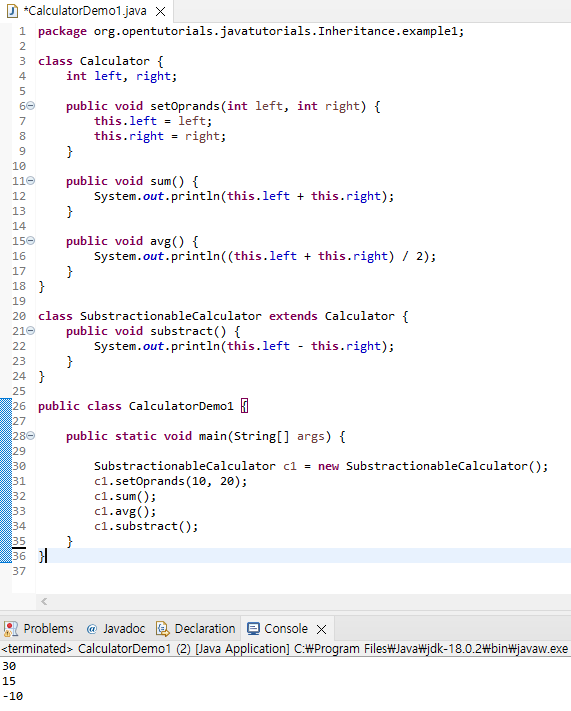 *CalculatorDemo1.java
1 package org.opentutorials.javatutorials.Inheritance.example1;
2
3 class Calculator {
4     int left, right;
5
6     public void setOprands(int left, int right) {
7         this.left = left;
8         this.right = right;
9     }
10
11     public void sum() {
12         System.out.println(this.left + this.right);
13     }
14
15     public void avg() {
16         System.out.println((this.left + this.right) / 2);
17     }
18 }
19
20 class SubstractionableCalculator extends Calculator {
21     public void substract() {
22         System.out.println(this.left - this.right);
23     }
24 }
25
26 public class CalculatorDemo1 {
27
28     public static void main(String[] args) {
29
30         SubstractionableCalculator c1 = new SubstractionableCalculator();
31         c1.setOprands(10, 20);
32         c1.sum();
33         c1.avg();
34         c1.substract();
35     }
36 }
37
Problems @ Javadoc Declaration Console
<terminated> CalculatorDemo1 (2) [Java Application] C:₩Program Files₩Java₩jdk-18.0.2₩bin₩javaw.exe
30
15
-10